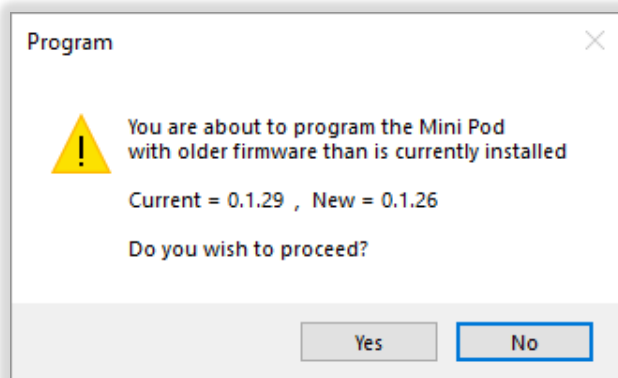 Program
You are about to program the Mini Pod
with older firmware than is currently installed
Current = 0.1.29 , New = 0.1.26
Do you wish to proceed?
Yes
No